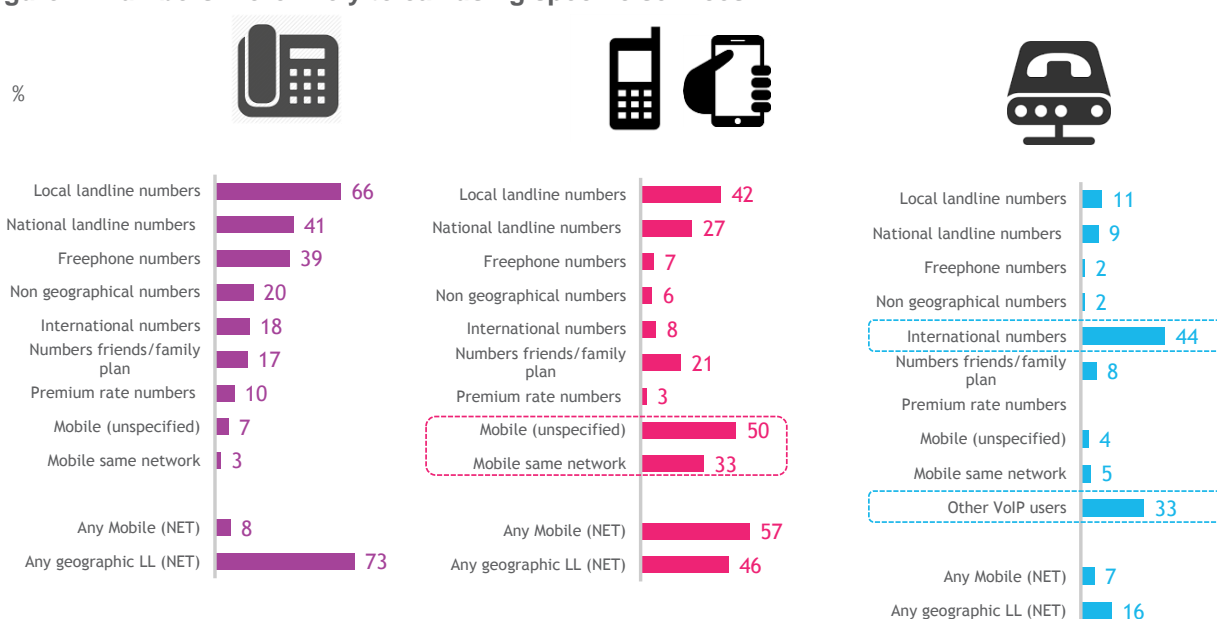 %
Local landline numbers 66
National landline numbers 41
Freephone numbers 39
Non geographical numbers 20
International numbers 18
Numbers friends/family
plan 17
Premium rate numbers 10
Mobile (unspecified) 7
Mobile same network 3
Any Mobile (NET) 8
Any geographic LL (NET) 73
Local landline numbers 42
National landline numbers 27
Freephone numbers 7
Non geographical numbers 6
International numbers 8
Numbers friends/family
plan 21
Premium rate numbers 3
Mobile (unspecified) 50
Mobile same network 33
Any Mobile (NET) 57
Any geographic LL (NET) 46
Local landline numbers 11
National landline numbers 9
Freephone numbers 2
Non geographical numbers 2
International numbers 44
Numbers friends/family
plan 8
Premium rate numbers
Mobile (unspecified) 4
Mobile same network 5
Other VoIP users 33
Any Mobile (NET) 7
Any geographic LL (NET) 16